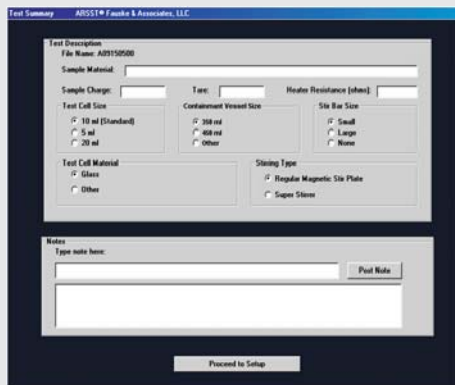 Test Summary ARSST® Fauske & Associates, LLC
Test Description
File Name: A09150500
Sample Material:
Sample Charge: Tare: Heater Resistance (ohms):
Test Cell Size Containment Vessel Size Stir Bar Size
10 ml (Standard) 350 ml Small
5 ml 450 ml Large
20 ml Other None
Test Cell Material Stirring Type
Glass Regular Magnetic Stir Plate
Other Super Stirrer
Notes
Type note here:
Post Note
Proceed to Setup